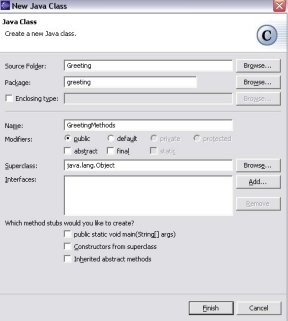 New Java Class
Java Class
Create a new Java class.
C
Source Folder: Greeting Browse...
Package: greeting Browse...
Enclosing type: Browse...
Name: GreetingMethods
Modifiers: public default private protected
abstract final static
Superclass: java.lang.Object Browse...
Interfaces: Add...
Remove
Which method stubs would you like to create?
public static void main(String[] args)
Constructors from superclass
Inherited abstract methods
Finish Cancel